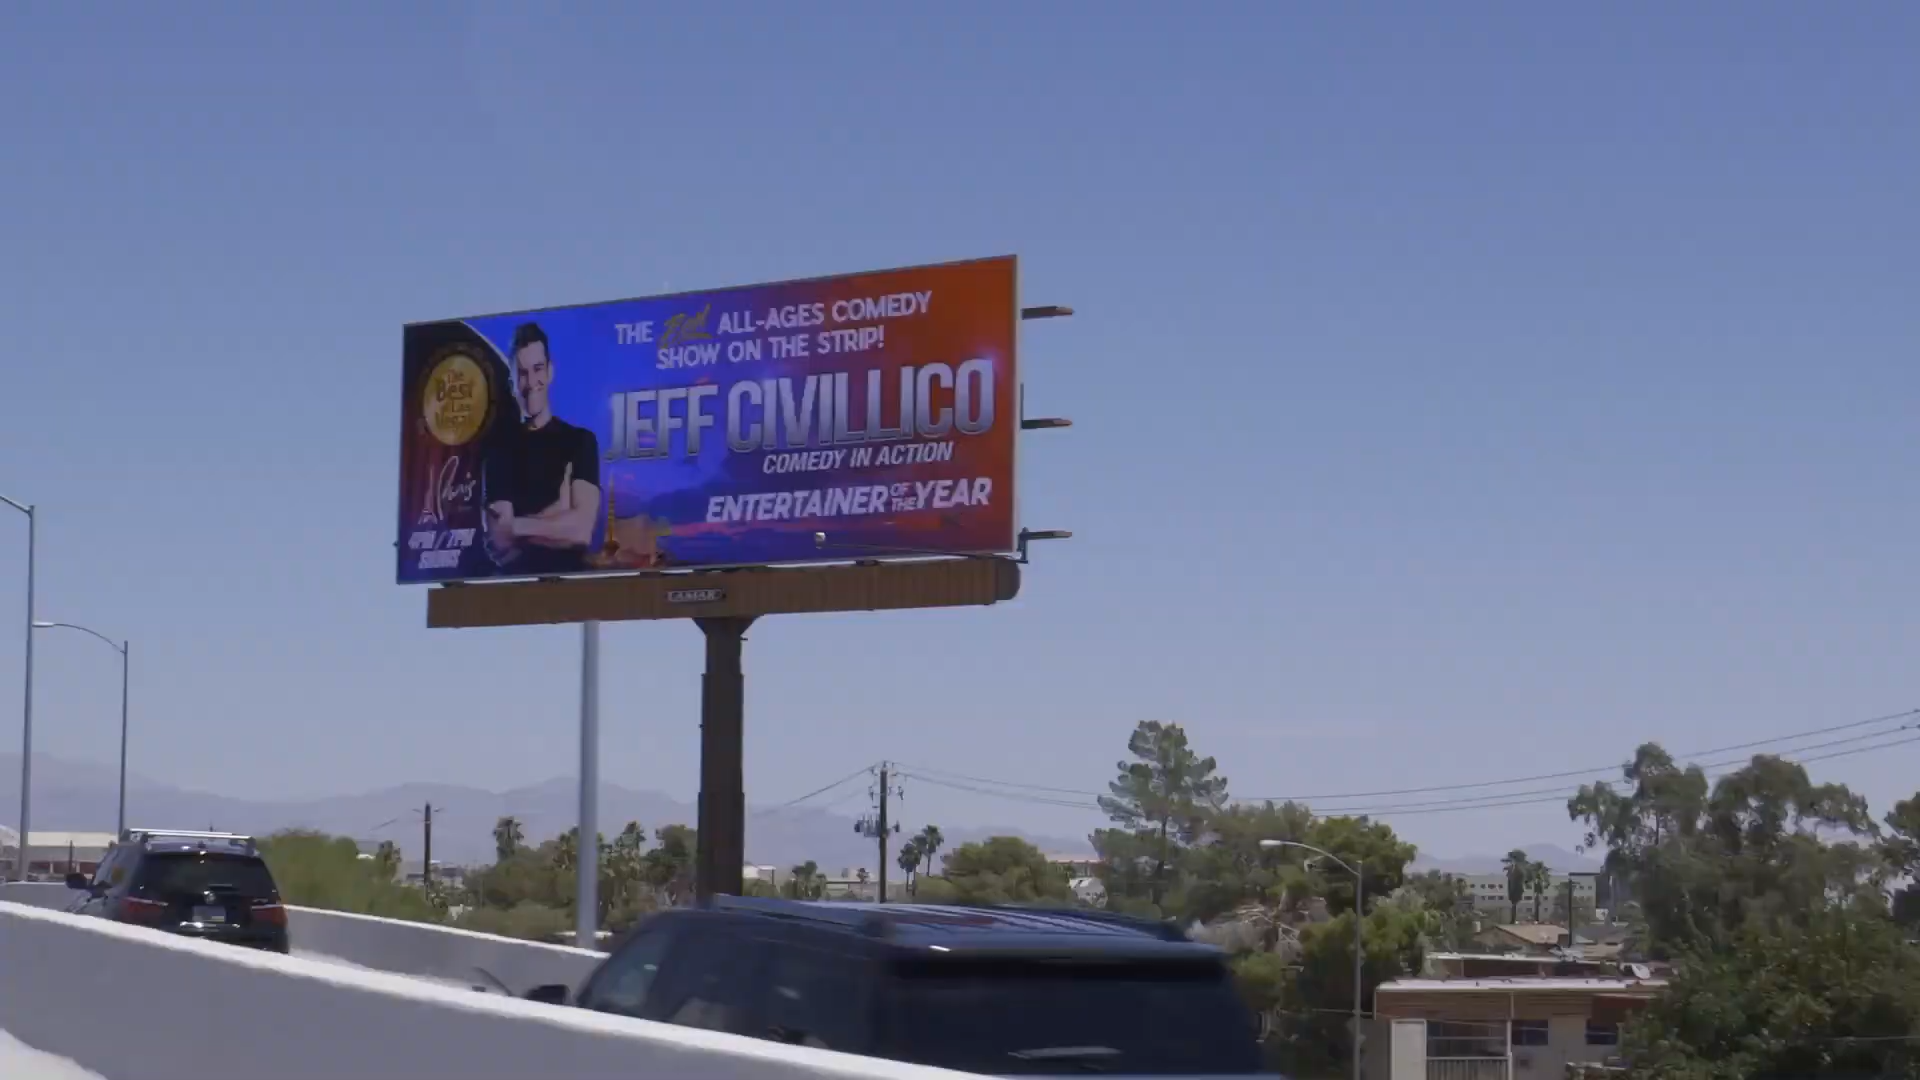 THE ALL-AGES COMEDY
SHOW ON THE STRIP!
JEFF CIVILLICO
COMEDY IN ACTION
ENTERTAINER OF THE YEAR
The
Best
of Las
Vegas
Paris
4PM / 7PM
SHOWS
LAMAR